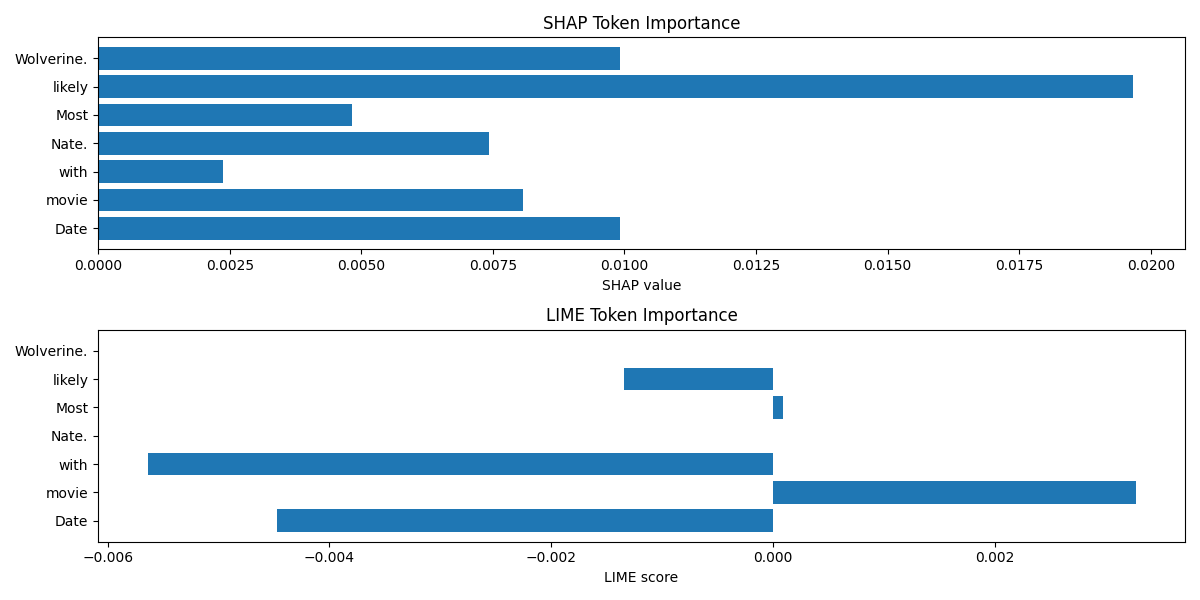 SHAP Token Importance
Wolverine.
likely
Most
Nate.
with
movie
Date
0.0000 0.0025 0.0050 0.0075 0.0100 0.0125 0.0150 0.0175 0.0200
SHAP value
LIME Token Importance
Wolverine.
likely
Most
Nate.
with
movie
Date
−0.006 −0.004 −0.002 0.000 0.002
LIME score